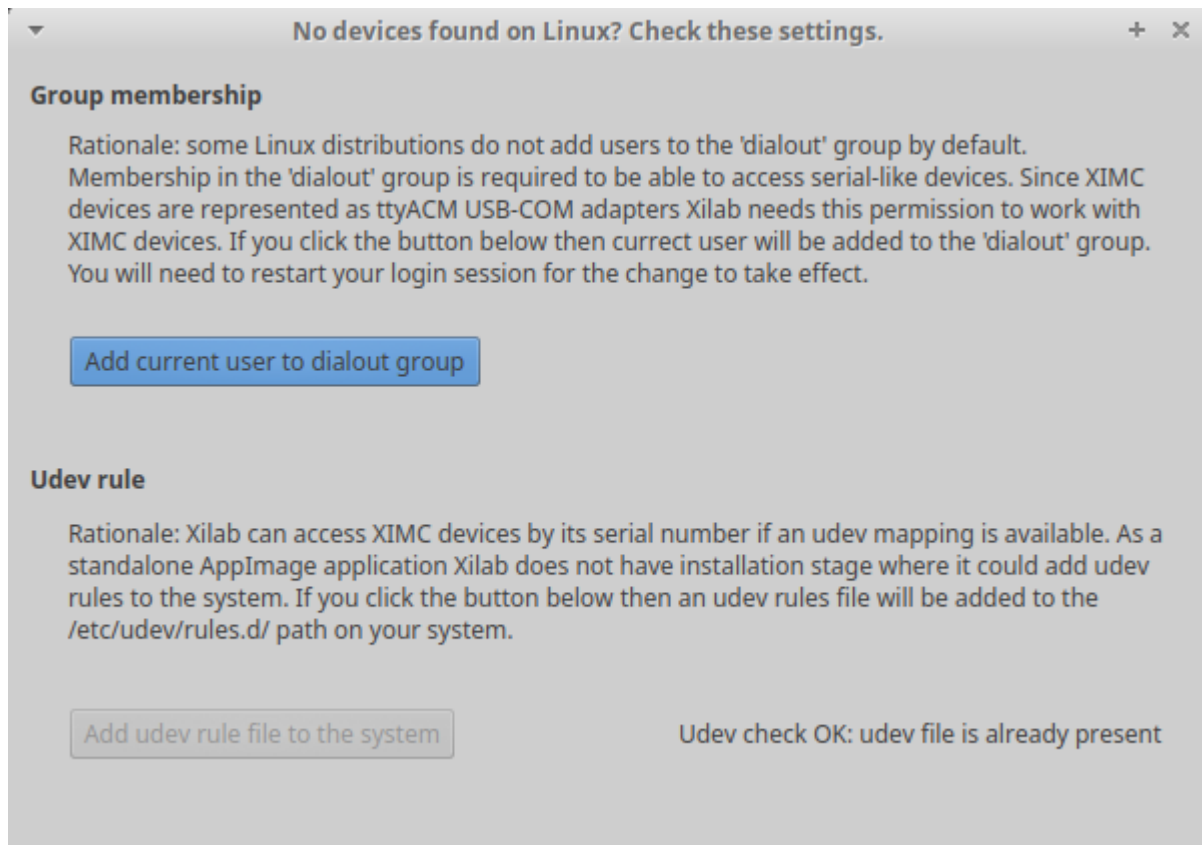 No devices found on Linux? Check these settings.
Group membership
Rationale: some Linux distributions do not add users to the 'dialout' group by default.
Membership in the 'dialout' group is required to be able to access serial-like devices. Since XIMC
devices are represented as ttyACM USB-COM adapters Xilab needs this permission to work with
XIMC devices. If you click the button below then currect user will be added to the 'dialout' group.
You will need to restart your login session for the change to take effect.
Add current user to dialout group
Udev rule
Rationale: Xilab can access XIMC devices by its serial number if an udev mapping is available. As a
standalone AppImage application Xilab does not have installation stage where it could add udev
rules to the system. If you click the button below then an udev rules file will be added to the
/etc/udev/rules.d/ path on your system.
Add udev rule file to the system
Udev check OK: udev file is already present